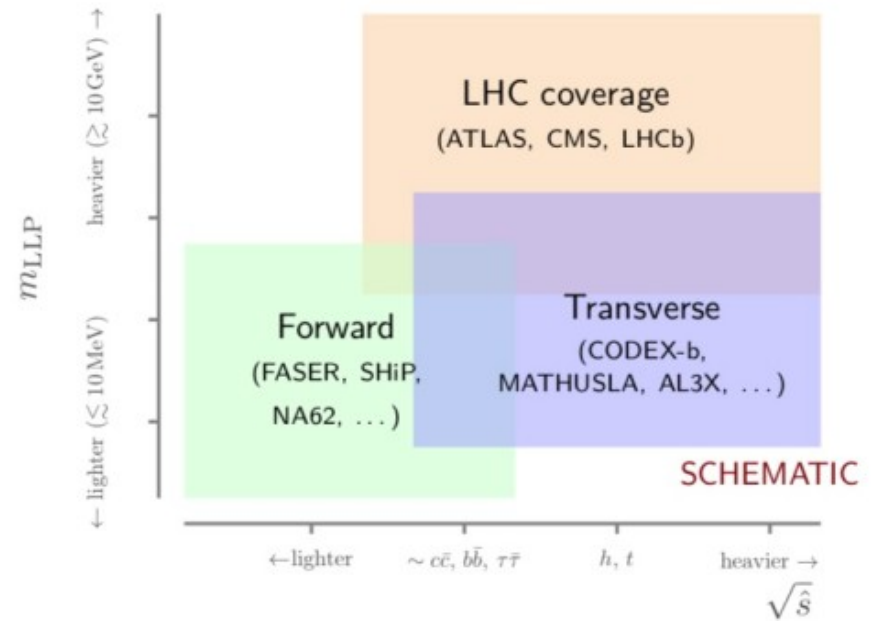 LHC coverage
(ATLAS, CMS, LHCb)
Transverse
(CODEX-b,
MATHUSLA, AL3X, ...)
Forward
(FASER, SHiP,
NA62, ...)
SCHEMATIC
m_LLP
← lighter (≲ 10 MeV)
heavier (≳ 10 GeV) →
←lighter
∼ cc̄, bb̄, ττ̄
h, t
heavier →
√ŝ